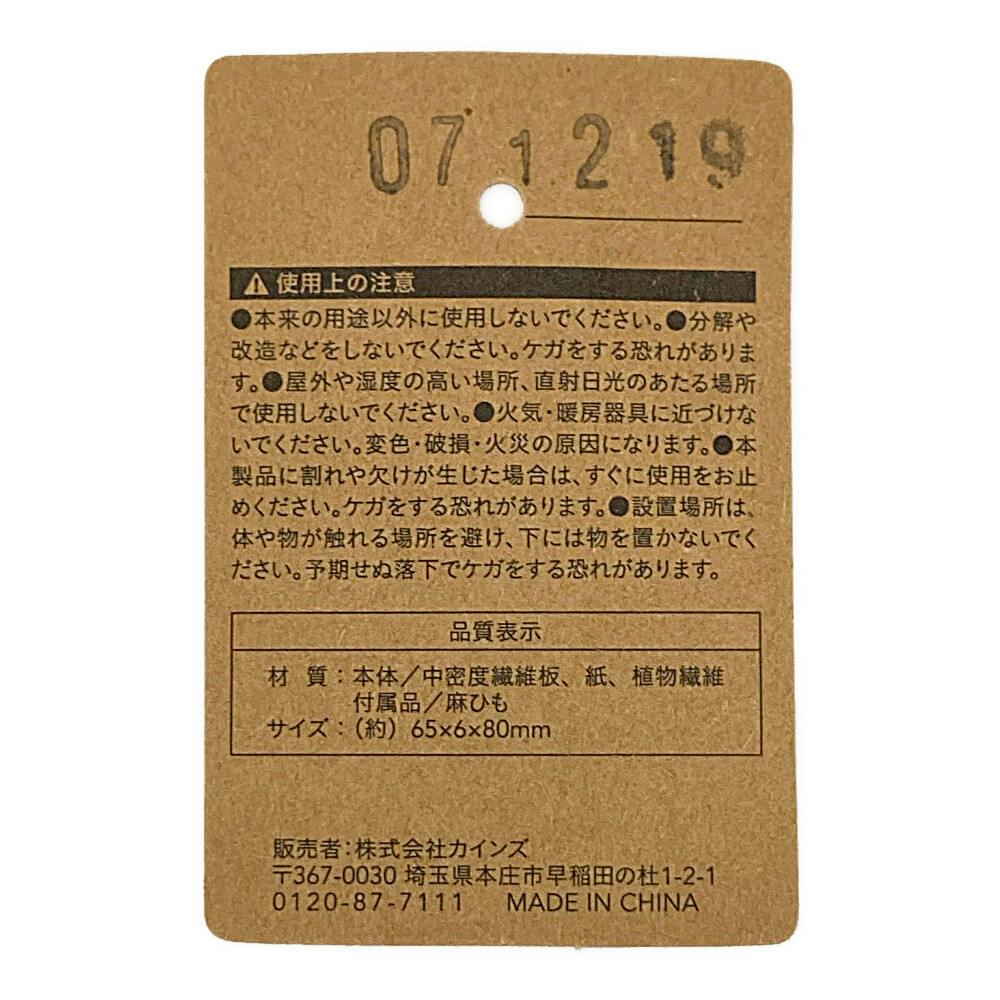 07 12 19
⚠使用上の注意
●本来の用途以外に使用しないでください。●分解や
改造などをしないでください。ケガをする恐れがありま
す。●屋外や湿度の高い場所、直射日光のあたる場所
で使用しないでください。●火気・暖房器具に近づけな
いでください。変色・破損・火災の原因になります。●本
製品に割れや欠けが生じた場合は、すぐに使用をお止
めください。ケガをする恐れがあります。●設置場所は、
体や物が触れる場所を避け、下には物を置かないでく
ださい。予期せぬ落下でケガをする恐れがあります。
品質表示
材 質：本体／中密度繊維板、紙、植物繊維
付属品／麻ひも
サイズ：（約）65×6×80mm
販売者：株式会社カインズ
〒367-0030 埼玉県本庄市早稲田の杜1-2-1
0120-87-7111 MADE IN CHINA